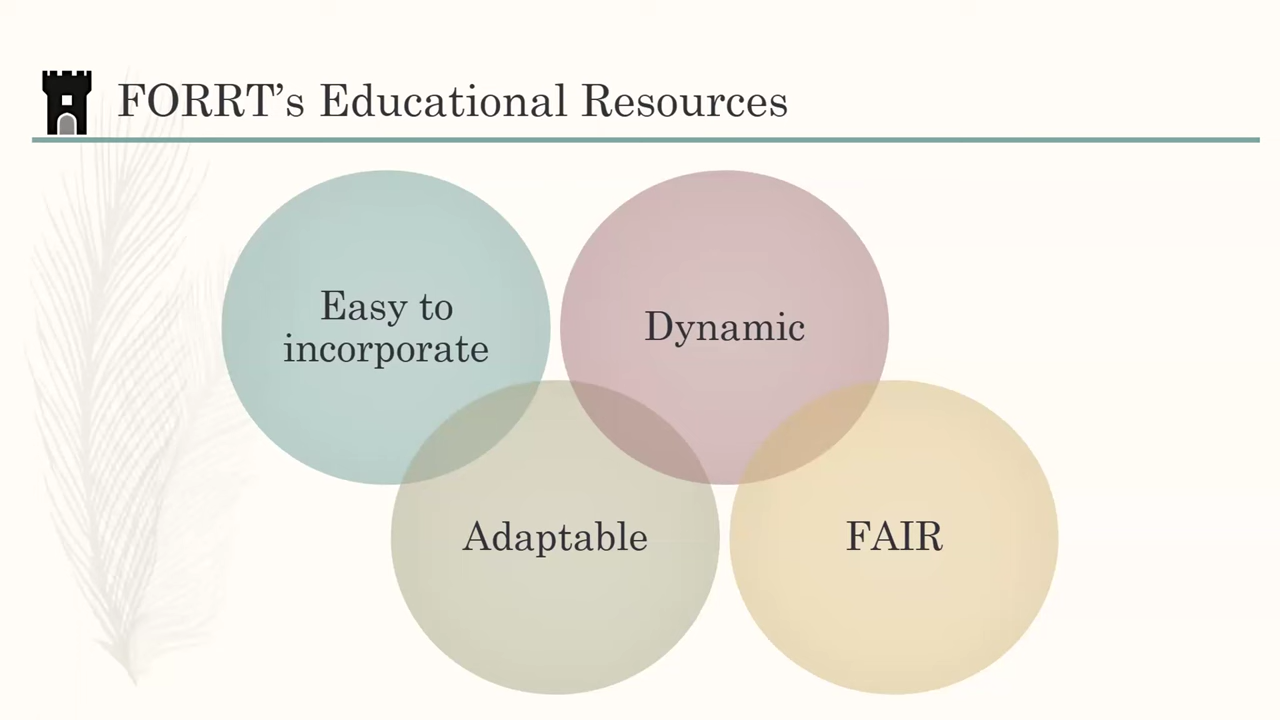 FORRT’s Educational Resources
Easy to
incorporate
Dynamic
Adaptable
FAIR